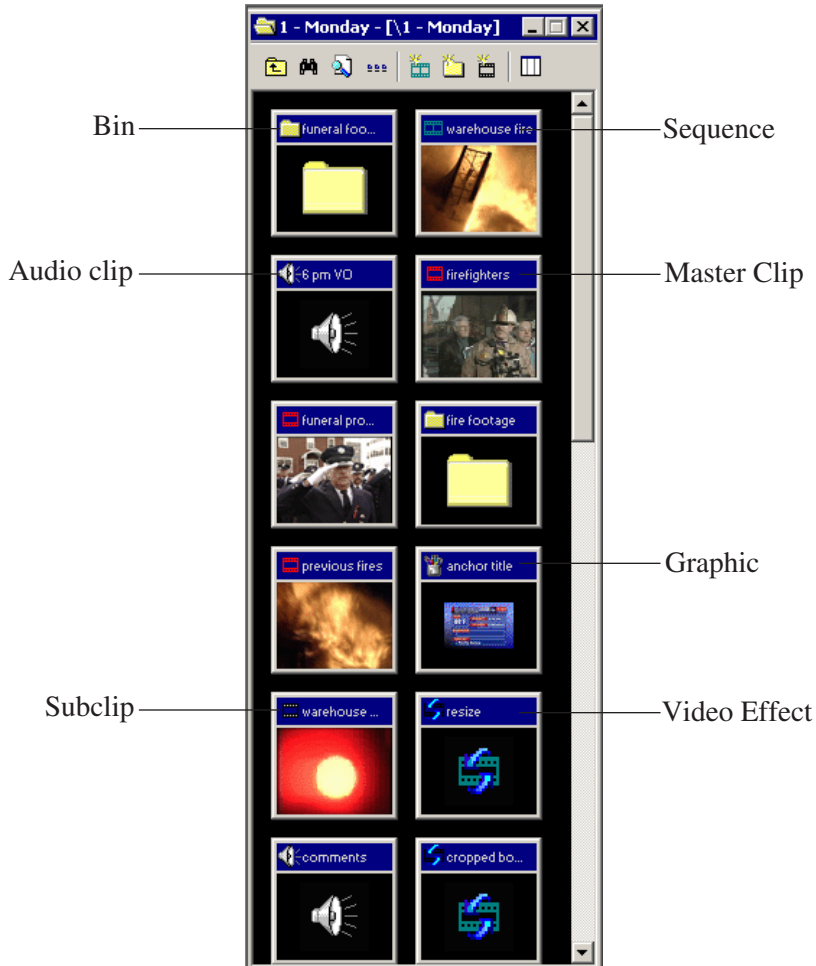 1 - Monday - [\1 - Monday]
Bin
funeral foo...
warehouse fire
Sequence
Audio clip
6 pm VO
firefighters
Master Clip
funeral pro...
fire footage
previous fires
anchor title
Graphic
Subclip
warehouse ...
resize
Video Effect
comments
cropped bo...